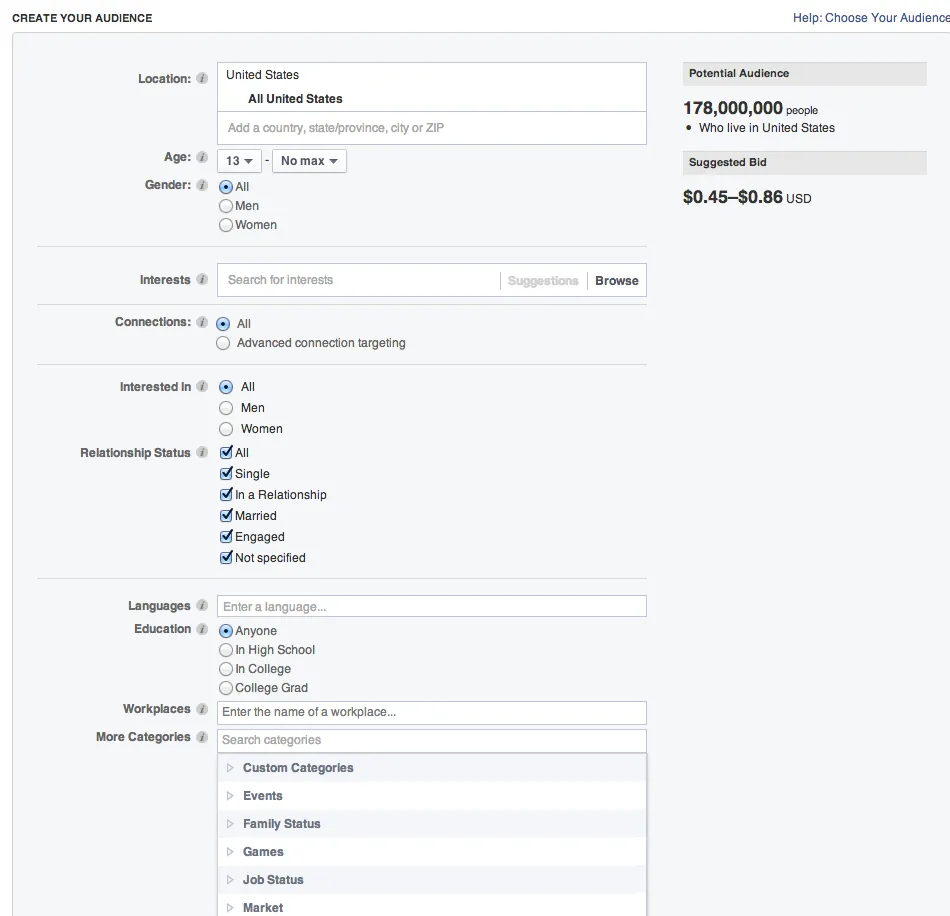 CREATE YOUR AUDIENCE
Help: Choose Your Audience
Location:
United States
All United States
Add a country, state/province, city or ZIP
Age:
13 - No max
Gender:
All
Men
Women
Interests
Search for interests Suggestions Browse
Connections:
All
Advanced connection targeting
Interested In
All
Men
Women
Relationship Status
All
Single
In a Relationship
Married
Engaged
Not specified
Languages
Enter a language...
Education
Anyone
In High School
In College
College Grad
Workplaces
Enter the name of a workplace...
More Categories
Search categories
Custom Categories
Events
Family Status
Games
Job Status
Market
Potential Audience
178,000,000 people
• Who live in United States
Suggested Bid
$0.45–$0.86 USD